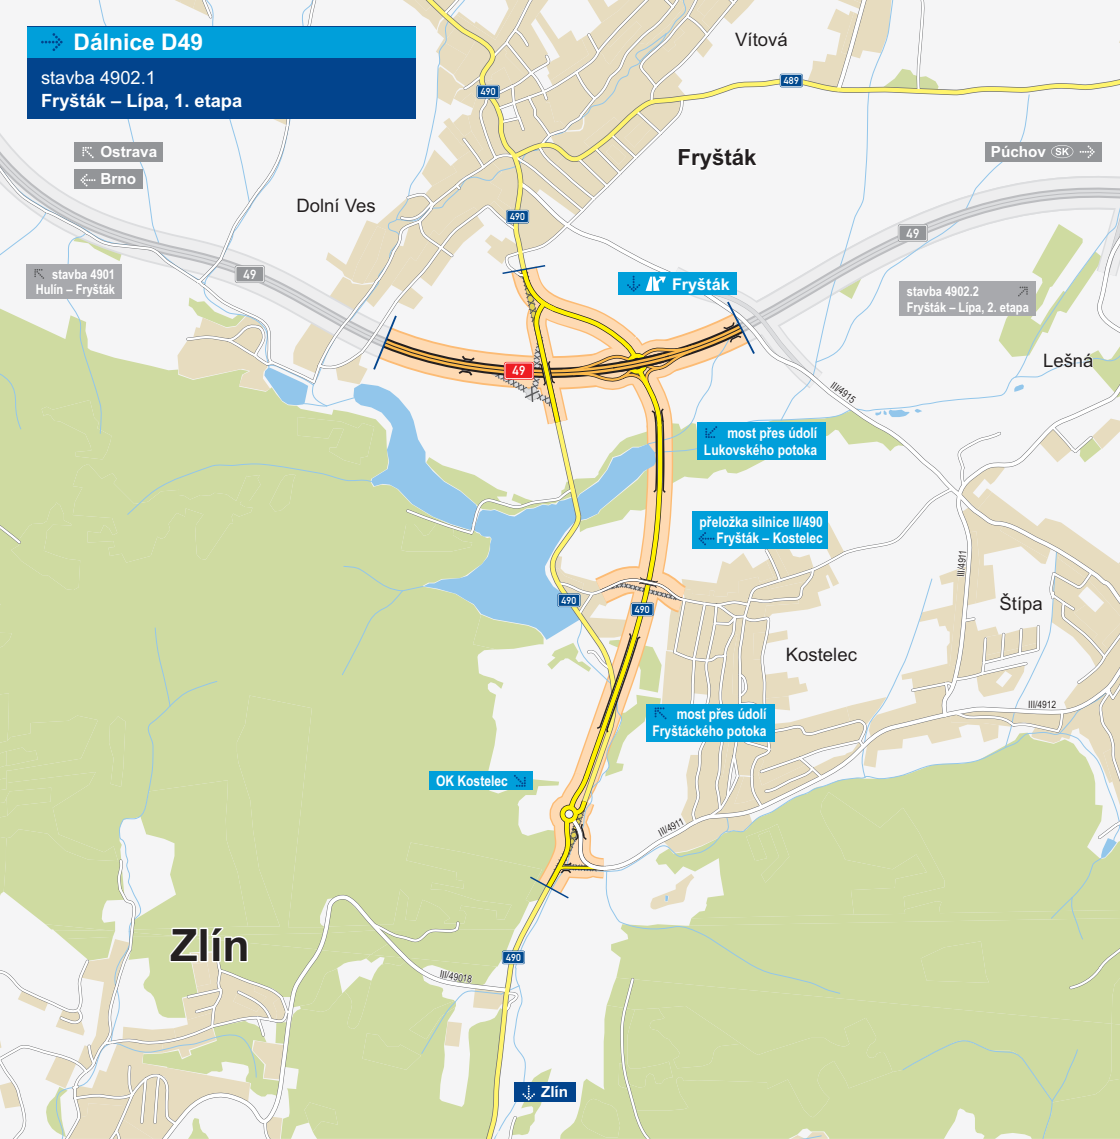 Dálnice D49
stavba 4902.1
Fryšták – Lípa, 1. etapa
Vítová
489
490
Ostrava
Brno
Fryšták
Púchov SK
Dolní Ves
490
49
49
stavba 4901
Hulín – Fryšták
Fryšták
stavba 4902.2
Fryšták – Lípa, 2. etapa
Lešná
49
III/4915
most přes údolí
Lukovského potoka
přeložka silnice II/490
Fryšták – Kostelec
III/4911
490
490
Štípa
Kostelec
most přes údolí
Fryštáckého potoka
III/4912
OK Kostelec
III/4911
Zlín
490
III/49018
Zlín